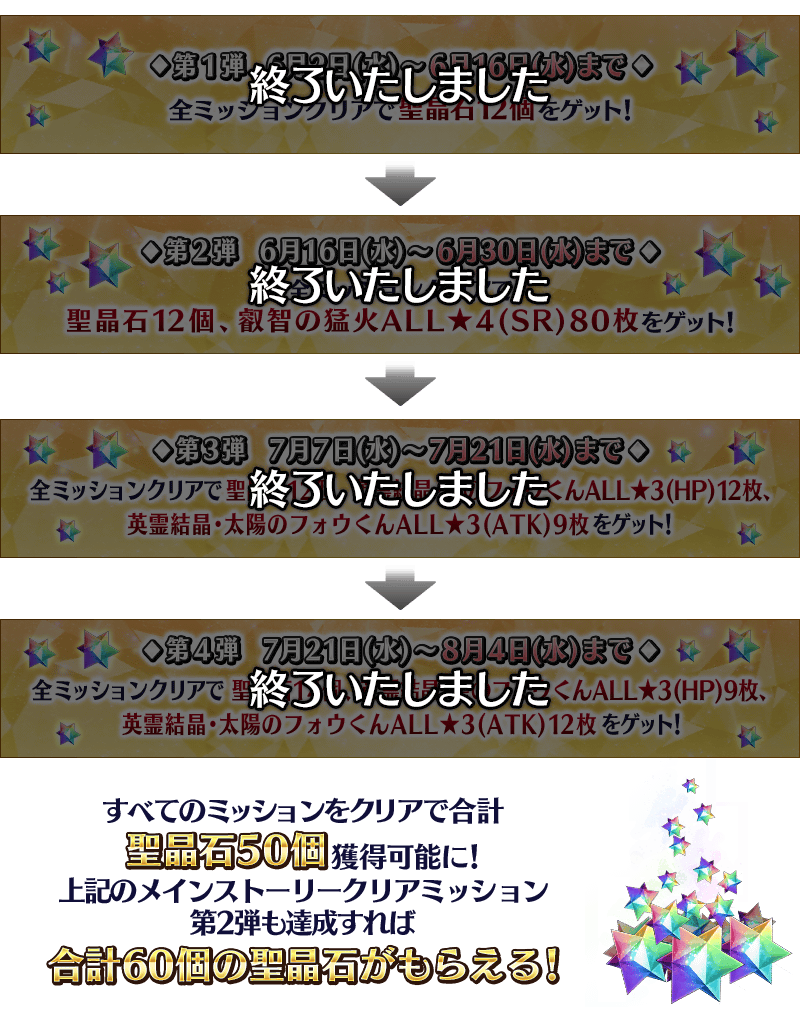 ◇第1弾 6月2日(水)～6月16日(水)まで◇
終了いたしました
全ミッションクリアで聖晶石12個をゲット!
◇第2弾 6月16日(水)～6月30日(水)まで◇
終了いたしました
聖晶石12個、叡智の猛火ALL★4(SR)80枚をゲット!
◇第3弾 7月7日(水)～7月21日(水)まで◇
終了いたしました
全ミッションクリアで聖 くんALL★3(HP)12枚、
英霊結晶・太陽のフォウくんALL★3(ATK)9枚をゲット!
◇第4弾 7月21日(水)～8月4日(水)まで◇
終了いたしました
全ミッションクリアで くんALL★3(HP)9枚、
英霊結晶・太陽のフォウくんALL★3(ATK)12枚をゲット!
すべてのミッションをクリアで合計
聖晶石50個獲得可能に!
上記のメインストーリークリアミッション
第2弾も達成すれば
合計60個の聖晶石がもらえる!